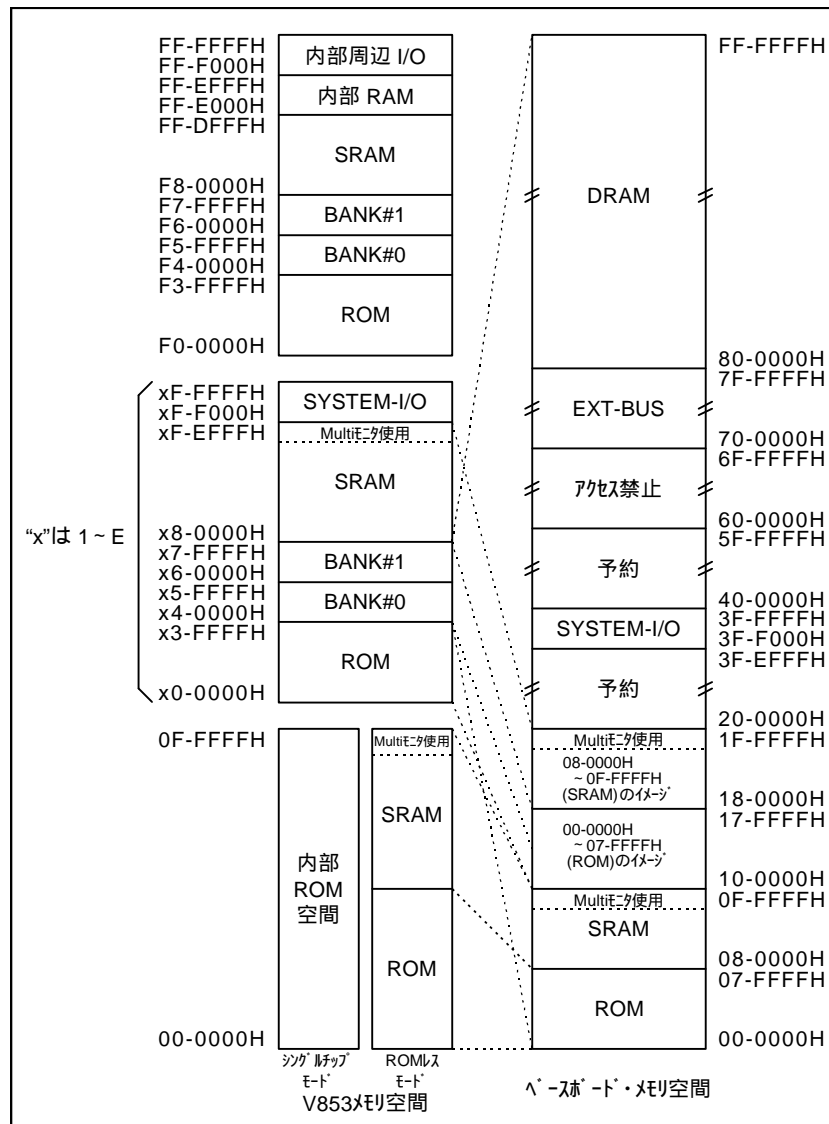 FF-FFFFH
FF-F000H
FF-EFFFH
FF-E000H
FF-DFFFH
F8-0000H
F7-FFFFH
F6-0000H
F5-FFFFH
F4-0000H
F3-FFFFH
F0-0000H
内部周辺 I/O
内部 RAM
SRAM
BANK#1
BANK#0
ROM
“x”は 1 ~ E
xF-FFFFH
xF-F000H
xF-EFFFH
x8-0000H
x7-FFFFH
x6-0000H
x5-FFFFH
x4-0000H
x3-FFFFH
x0-0000H
SYSTEM-I/O
Multiﾓﾆﾀ使用
SRAM
BANK#1
BANK#0
ROM
0F-FFFFH
00-0000H
内部
ROM
空間
Multiﾓﾆﾀ使用
SRAM
ROM
ｼﾝｸﾞﾙﾁｯﾌﾟ
ﾓｰﾄﾞ
ROMﾚｽ
ﾓｰﾄﾞ
V853ﾒﾓﾘ空間
DRAM
EXT-BUS
ｱｸｾｽ禁止
予約
SYSTEM-I/O
予約
Multiﾓﾆﾀ使用
08-0000H
~ 0F-FFFFH
(SRAM)のｲﾒｰｼﾞ
00-0000H
~ 07-FFFFH
(ROM)のｲﾒｰｼﾞ
Multiﾓﾆﾀ使用
SRAM
ROM
FF-FFFFH
80-0000H
7F-FFFFH
70-0000H
6F-FFFFH
60-0000H
5F-FFFFH
40-0000H
3F-FFFFH
3F-F000H
3F-EFFFH
20-0000H
1F-FFFFH
18-0000H
17-FFFFH
10-0000H
0F-FFFFH
08-0000H
07-FFFFH
00-0000H
ﾍﾞｰｽﾎﾞｰﾄﾞ・ﾒﾓﾘ空間